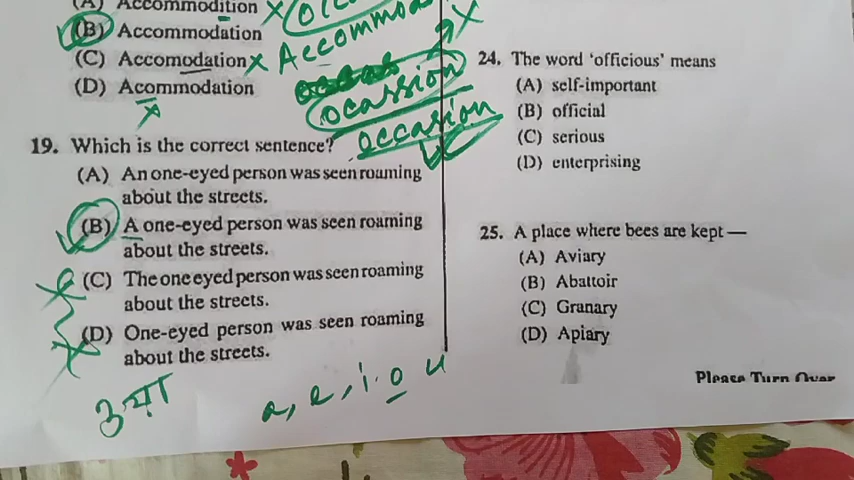 (A) Accommodition
(B) Accommodation
(C) Accomodation
(D) Acommodation
Accommoda
ocassion
occasion
19. Which is the correct sentence?
(A) An one-eyed person was seen roaming
about the streets.
(B) A one-eyed person was seen roaming
about the streets.
(C) The one eyed person was seen roaming
about the streets.
(D) One-eyed person was seen roaming
about the streets.
a, e, i. o u
24. The word ‘officious’ means
(A) self-important
(B) official
(C) serious
(D) enterprising
25. A place where bees are kept —
(A) Aviary
(B) Abattoir
(C) Granary
(D) Apiary
Please Turn Over